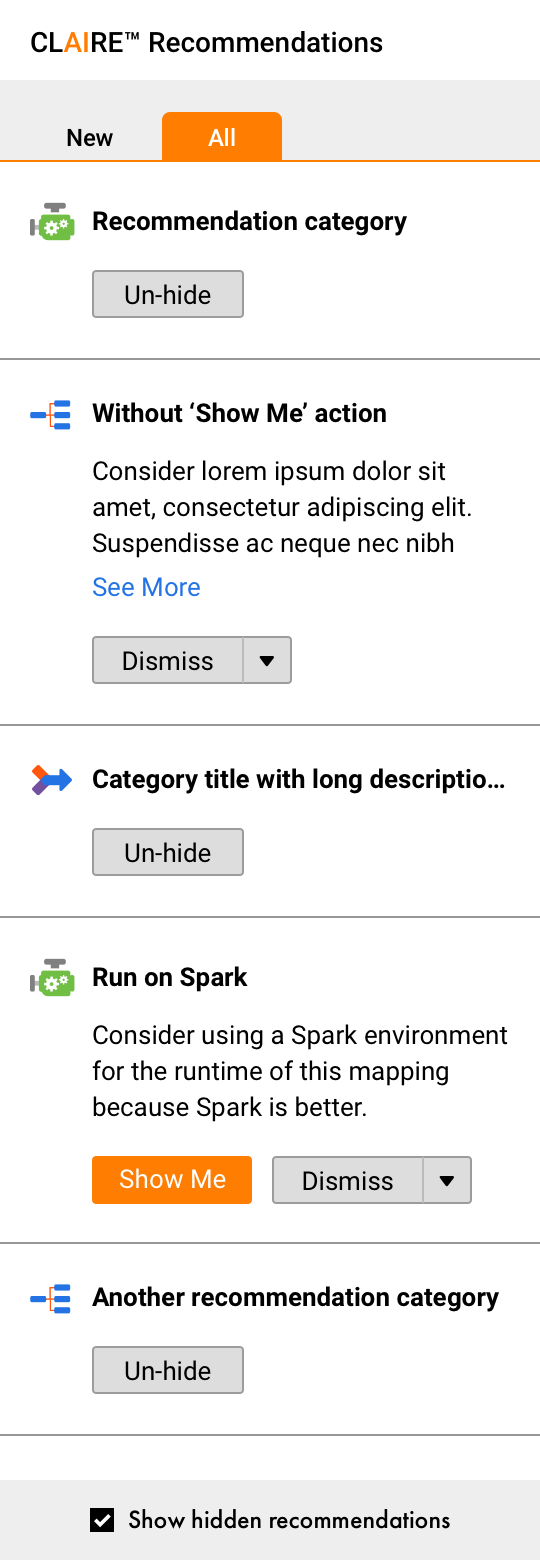 CLAIRE™ Recommendations
New
All
Recommendation category
Un-hide
Without ‘Show Me’ action
Consider lorem ipsum dolor sit
amet, consectetur adipiscing elit.
Suspendisse ac neque nec nibh
See More
Dismiss
Category title with long descriptio...
Un-hide
Run on Spark
Consider using a Spark environment
for the runtime of this mapping
because Spark is better.
Show Me
Dismiss
Another recommendation category
Un-hide
Show hidden recommendations